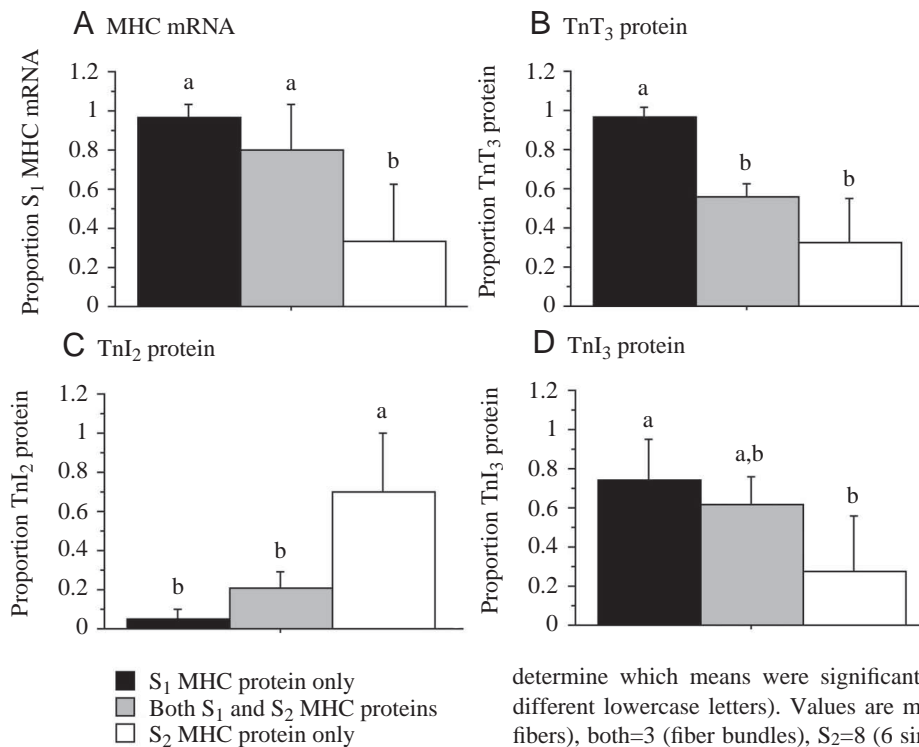 A MHC mRNA
Proportion S₁ MHC mRNA
1.2
1
0.8
0.6
0.4
0.2
0
a
a
b
B TnT₃ protein
Proportion TnT₃ protein
1.2
1
0.8
0.6
0.4
0.2
0
a
b
b
C TnI₂ protein
Proportion TnI₂ protein
1.2
1
0.8
0.6
0.4
0.2
0
b
b
a
D TnI₃ protein
Proportion TnI₃ protein
1.2
1
0.8
0.6
0.4
0.2
0
a
a,b
b
S₁ MHC protein only
Both S₁ and S₂ MHC proteins
S₂ MHC protein only
determine which means were significant
different lowercase letters). Values are m
fibers), both=3 (fiber bundles), S₂=8 (6 sin